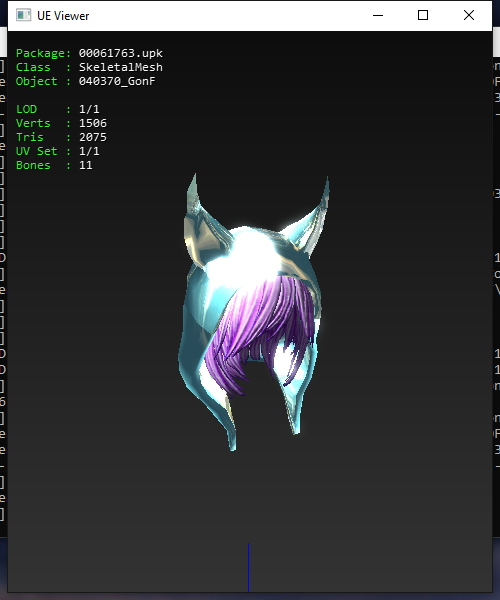 UE Viewer
Package: 00061763.upk
Class : SkeletalMesh
Object : 040370_GonF
LOD : 1/1
Verts : 1506
Tris : 2075
UV Set : 1/1
Bones : 11